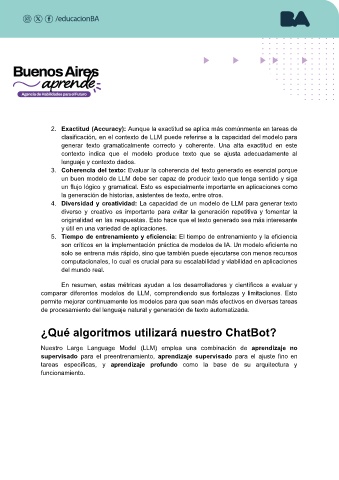 /educacionBA
BA
Buenos Aires
aprende
Agencia de Habilidades para el Futuro
2. Exactitud (Accuracy): Aunque la exactitud se aplica más comúnmente en tareas de
clasificación, en el contexto de LLM puede referirse a la capacidad del modelo para
generar texto gramaticalmente correcto y coherente. Una alta exactitud en este
contexto indica que el modelo produce texto que se ajusta adecuadamente al
lenguaje y contexto dados.
3. Coherencia del texto: Evaluar la coherencia del texto generado es esencial porque
un buen modelo de LLM debe ser capaz de producir texto que tenga sentido y siga
un flujo lógico y gramatical. Esto es especialmente importante en aplicaciones como
la generación de historias, asistentes de texto, entre otros.
4. Diversidad y creatividad: La capacidad de un modelo de LLM para generar texto
diverso y creativo es importante para evitar la generación repetitiva y fomentar la
originalidad en las respuestas. Esto hace que el texto generado sea más interesante
y útil en una variedad de aplicaciones.
5. Tiempo de entrenamiento y eficiencia: El tiempo de entrenamiento y la eficiencia
son críticos en la implementación práctica de modelos de IA. Un modelo eficiente no
solo se entrena más rápido, sino que también puede ejecutarse con menos recursos
computacionales, lo cual es crucial para su escalabilidad y viabilidad en aplicaciones
del mundo real.
En resumen, estas métricas ayudan a los desarrolladores y científicos a evaluar y
comparar diferentes modelos de LLM, comprendiendo sus fortalezas y limitaciones. Esto
permite mejorar continuamente los modelos para que sean más efectivos en diversas tareas
de procesamiento del lenguaje natural y generación de texto automatizada.
¿Qué algoritmos utilizará nuestro ChatBot?
Nuestro Large Language Model (LLM) emplea una combinación de aprendizaje no
supervisado para el preentrenamiento, aprendizaje supervisado para el ajuste fino en
tareas específicas, y aprendizaje profundo como la base de su arquitectura y
funcionamiento.